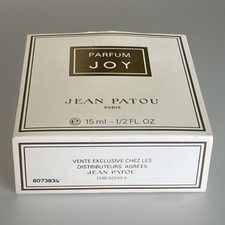 PARFUM
JOY
JEAN PATOU
PARIS
℮ 15 ml - 1/2 FL. OZ
VENTE EXCLUSIVE CHEZ LES
DISTRIBUTEURS AGRÉÉS
JEAN PATOU
0073034